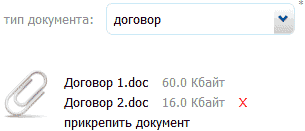 тип документа: договор *
Договор 1.doc 60.0 Кбайт
Договор 2.doc 16.0 Кбайт X
прикрепить документ